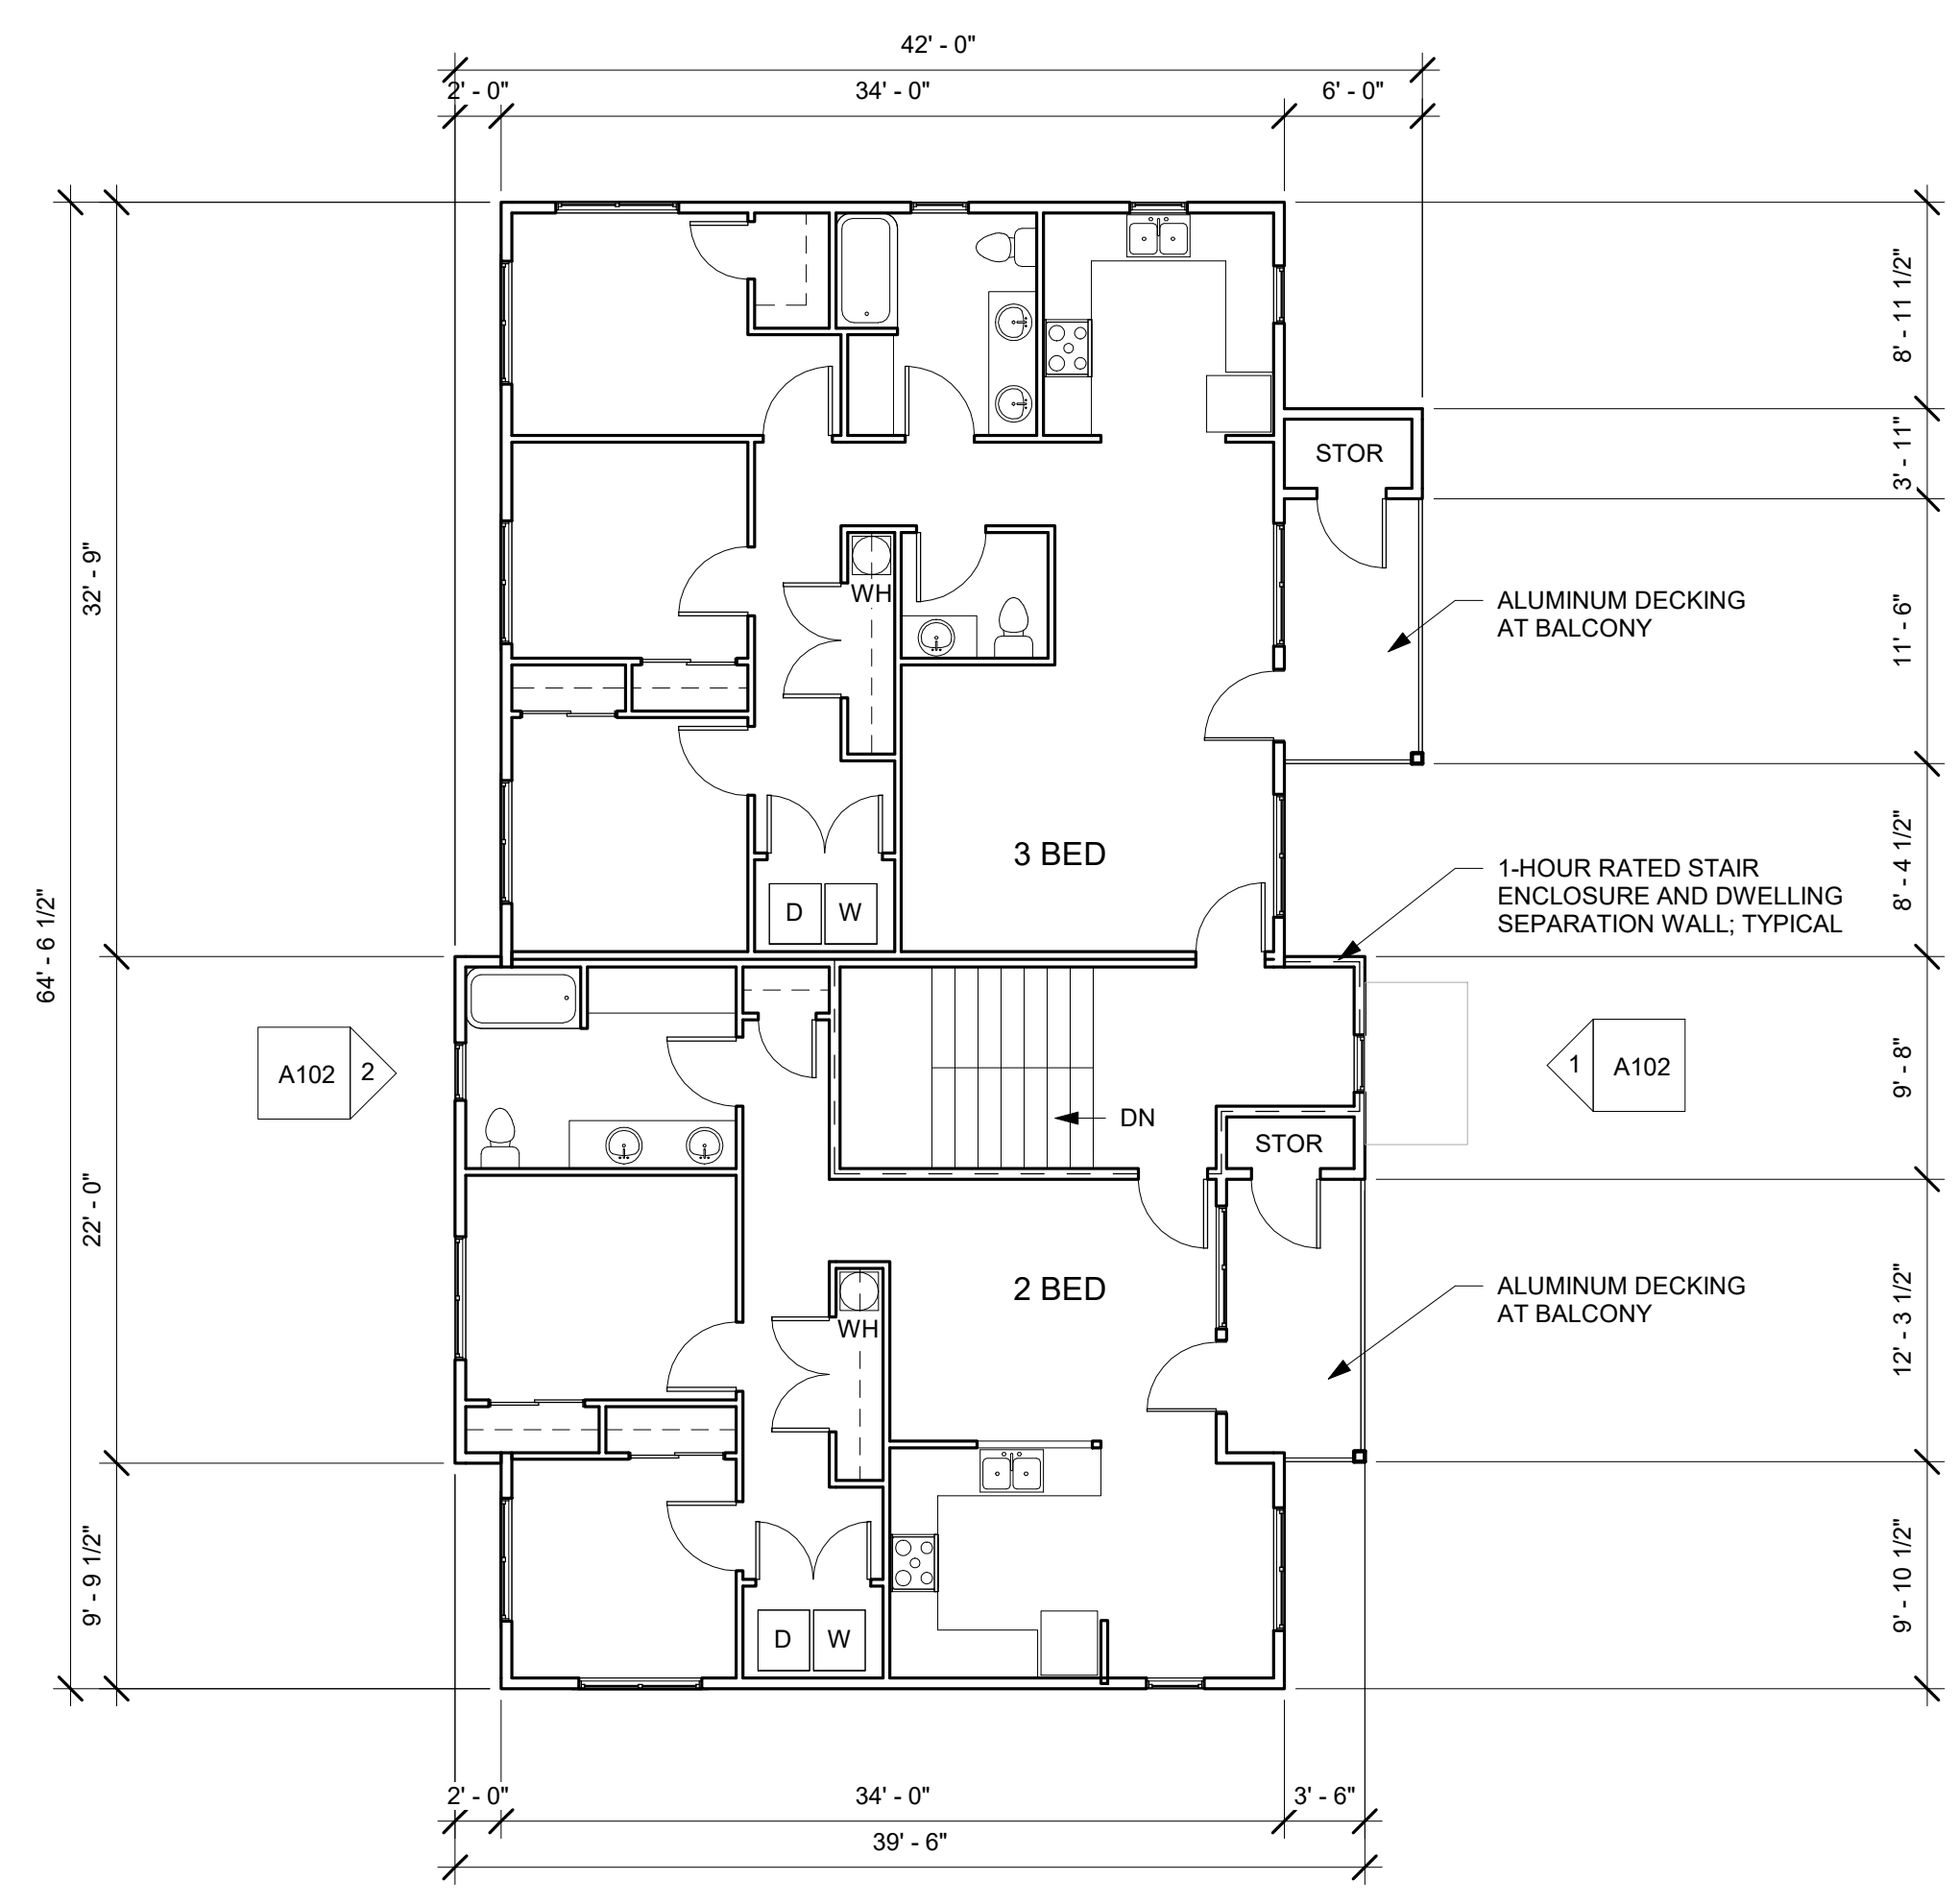 42' - 0"
2' - 0"
34' - 0"
6' - 0"
8' - 11 1/2"
3' - 11"
STOR
32' - 9"
11' - 6"
WH
ALUMINUM DECKING
AT BALCONY
3 BED
8' - 4 1/2"
1-HOUR RATED STAIR
ENCLOSURE AND DWELLING
SEPARATION WALL; TYPICAL
D
W
64' - 6 1/2"
A102
2
1
A102
9' - 8"
DN
STOR
22' - 0"
2 BED
WH
ALUMINUM DECKING
AT BALCONY
12' - 3 1/2"
9' - 9 1/2"
9' - 10 1/2"
D
W
2' - 0"
34' - 0"
3' - 6"
39' - 6"